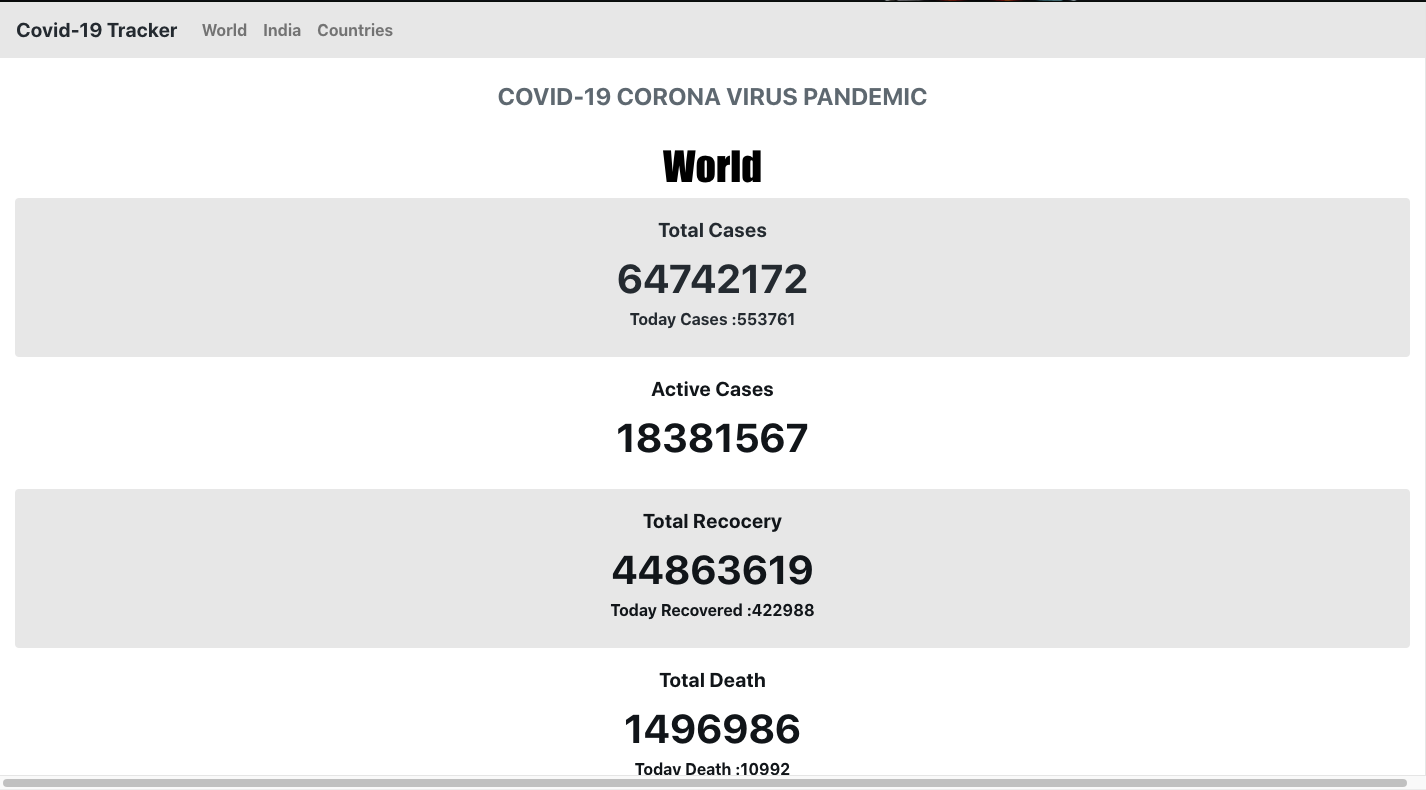 Covid-19 Tracker World India Countries
COVID-19 CORONA VIRUS PANDEMIC
World
Total Cases
64742172
Today Cases :553761
Active Cases
18381567
Total Recocery
44863619
Today Recovered :422988
Total Death
1496986
Today Death :10992